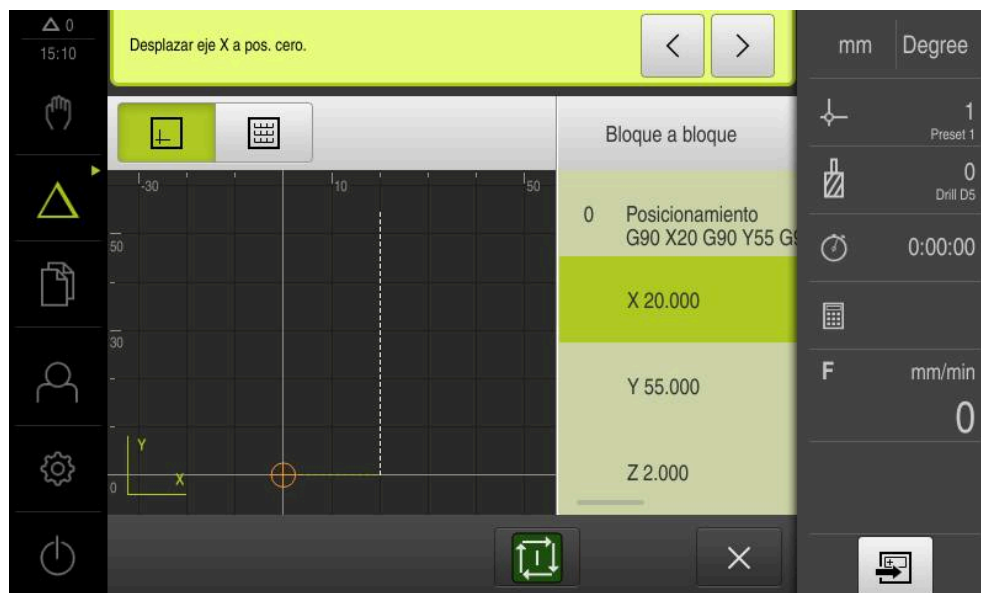 0
15:10
Desplazar eje X a pos. cero.
mm Degree
Bloque a bloque
1
Preset 1
0
Drill D5
0:00:00
F mm/min
0
-30 10 50
50
30
0
Y
X
0 Posicionamiento
G90 X20 G90 Y55 G9
X 20.000
Y 55.000
Z 2.000